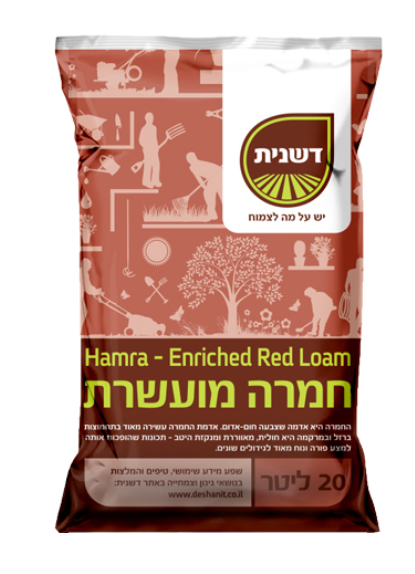 דשנית
יש על מה לצמוח
Hamra - Enriched Red Loam
חמרה מועשרת
החמרה היא אדמה שצבעה חום-אדום. אדמת החמרה עשירה מאוד בתחמוצות
ברזל ובמרקמה היא חולית, מאווררת ומנקזת היטב - תכונות שהופכות אותה
למצע פורה ונוח מאוד לגידולים שונים.
20 ליטר
שפע מידע שימושי, טיפים והמלצות
בנושאי גינון וצמחייה באתר דשנית:
www.deshanit.co.il